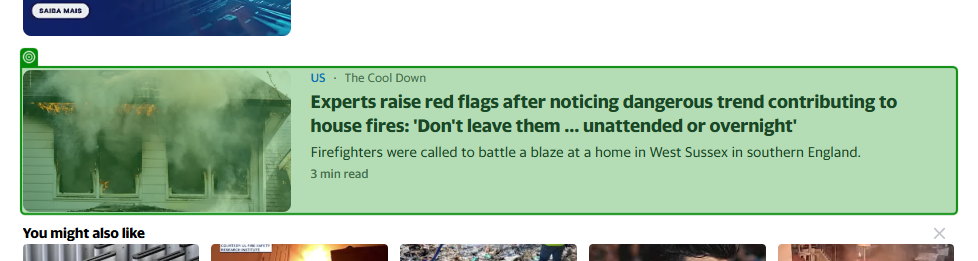 SAIBA MAIS
US · The Cool Down
Experts raise red flags after noticing dangerous trend contributing to
house fires: 'Don't leave them ... unattended or overnight'
Firefighters were called to battle a blaze at a home in West Sussex in southern England.
3 min read
You might also like
RESEARCH INSTITUTE